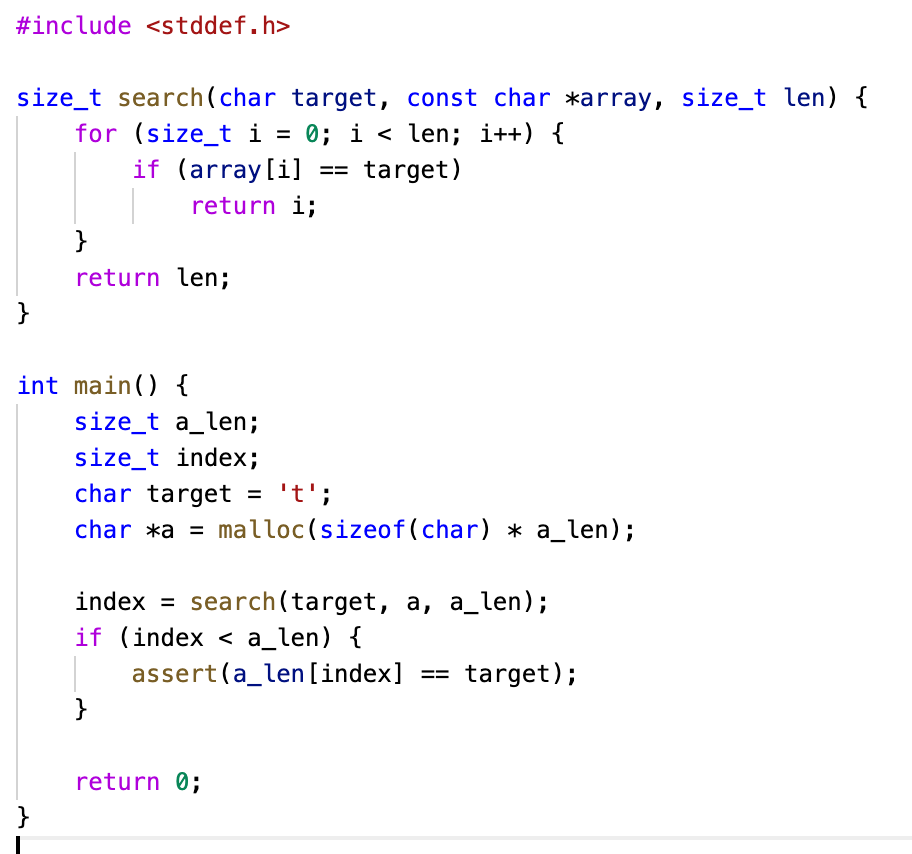 #include <stddef.h>

size_t search(char target, const char *array, size_t len) {
    for (size_t i = 0; i < len; i++) {
        if (array[i] == target)
            return i;
    }
    return len;
}

int main() {
    size_t a_len;
    size_t index;
    char target = 't';
    char *a = malloc(sizeof(char) * a_len);

    index = search(target, a, a_len);
    if (index < a_len) {
        assert(a_len[index] == target);
    }

    return 0;
}